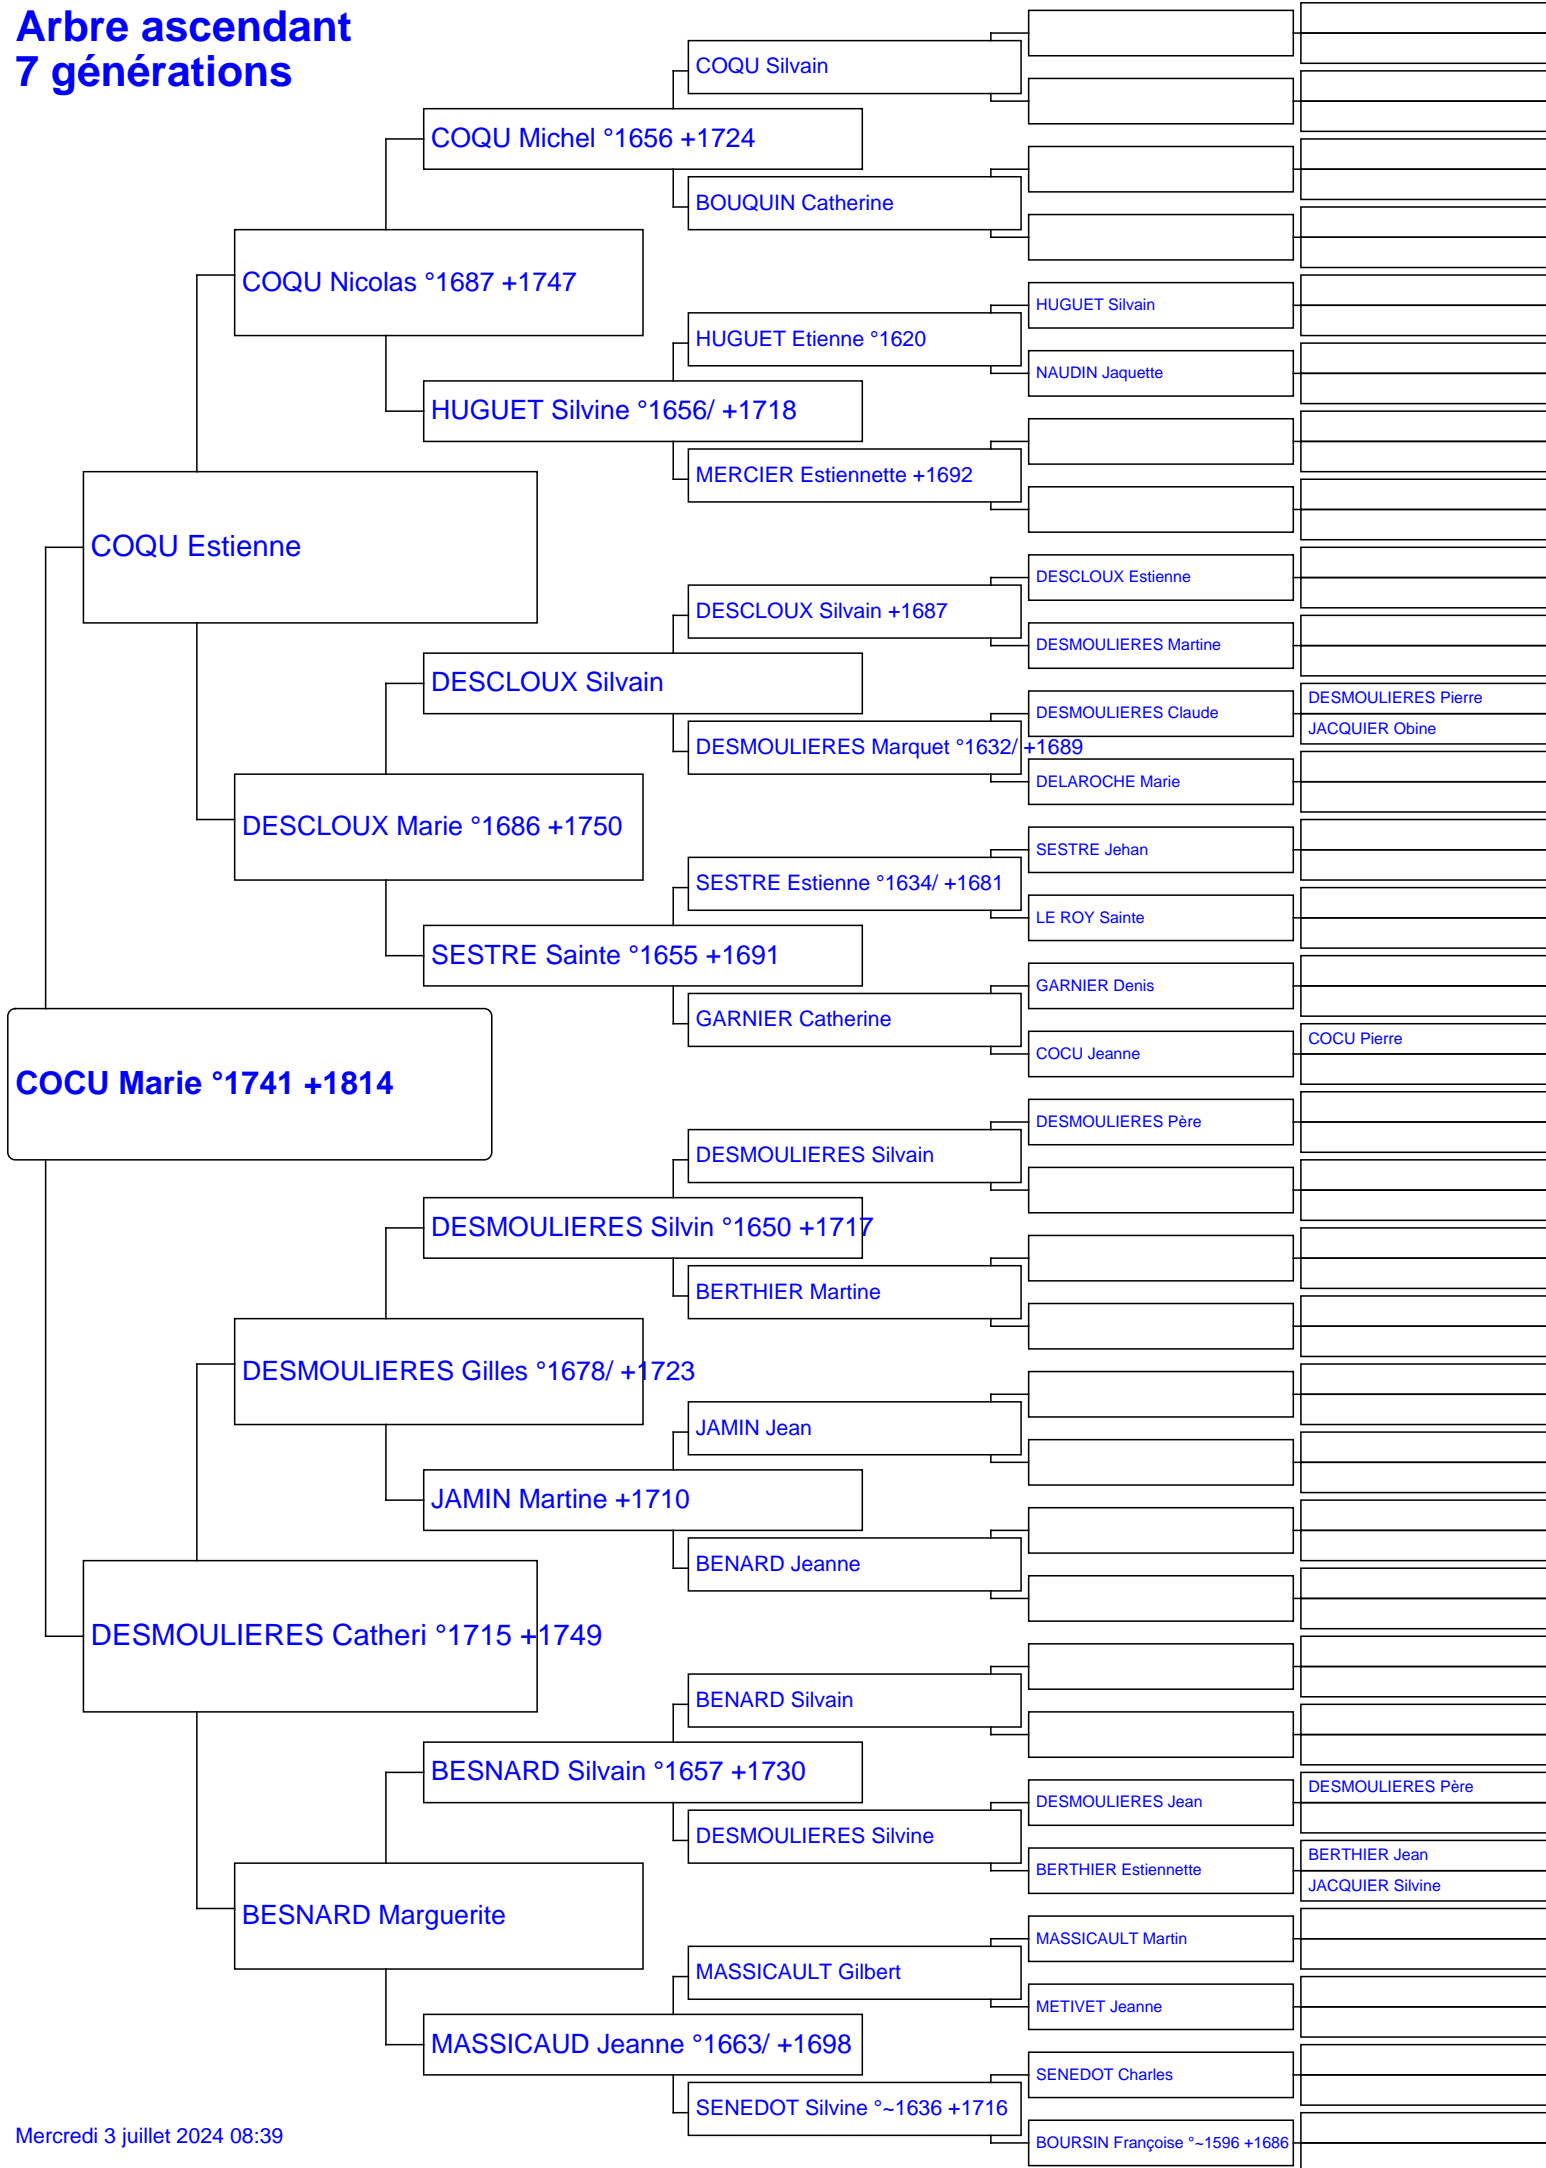 Arbre ascendant
7 générations
COQU Silvain
COQU Michel °1656 +1724
BOUQUIN Catherine
COQU Nicolas °1687 +1747
HUGUET Silvain
HUGUET Etienne °1620
NAUDIN Jaquette
HUGUET Silvine °1656/ +1718
MERCIER Estiennette +1692
COQU Estienne
DESCLOUX Estienne
DESCLOUX Silvain +1687
DESMOULIERES Martine
DESCLOUX Silvain
DESMOULIERES Pierre
DESMOULIERES Claude
JACQUIER Obine
DESMOULIERES Marquet °1632/ +1689
DELAROCHE Marie
DESCLOUX Marie °1686 +1750
SESTRE Jehan
SESTRE Estienne °1634/ +1681
LE ROY Sainte
SESTRE Sainte °1655 +1691
GARNIER Denis
GARNIER Catherine
COCU Pierre
COCU Jeanne
COCU Marie °1741 +1814
DESMOULIERES Père
DESMOULIERES Silvain
DESMOULIERES Silvin °1650 +1717
BERTHIER Martine
DESMOULIERES Gilles °1678/ +1723
JAMIN Jean
JAMIN Martine +1710
BENARD Jeanne
DESMOULIERES Catheri °1715 +1749
BENARD Silvain
BESNARD Silvain °1657 +1730
DESMOULIERES Père
DESMOULIERES Jean
DESMOULIERES Silvine
BERTHIER Jean
BERTHIER Estiennette
JACQUIER Silvine
BESNARD Marguerite
MASSICAULT Martin
MASSICAULT Gilbert
METIVET Jeanne
MASSICAUD Jeanne °1663/ +1698
SENEDOT Charles
SENEDOT Silvine °~1636 +1716
BOURSIN Françoise °~1596 +1686
Mercredi 3 juillet 2024 08:39